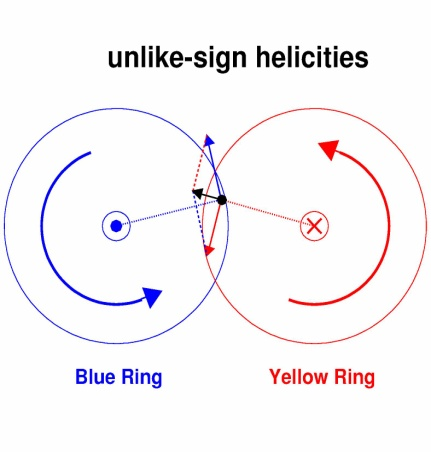 unlike-sign helicities
Blue Ring
Yellow Ring